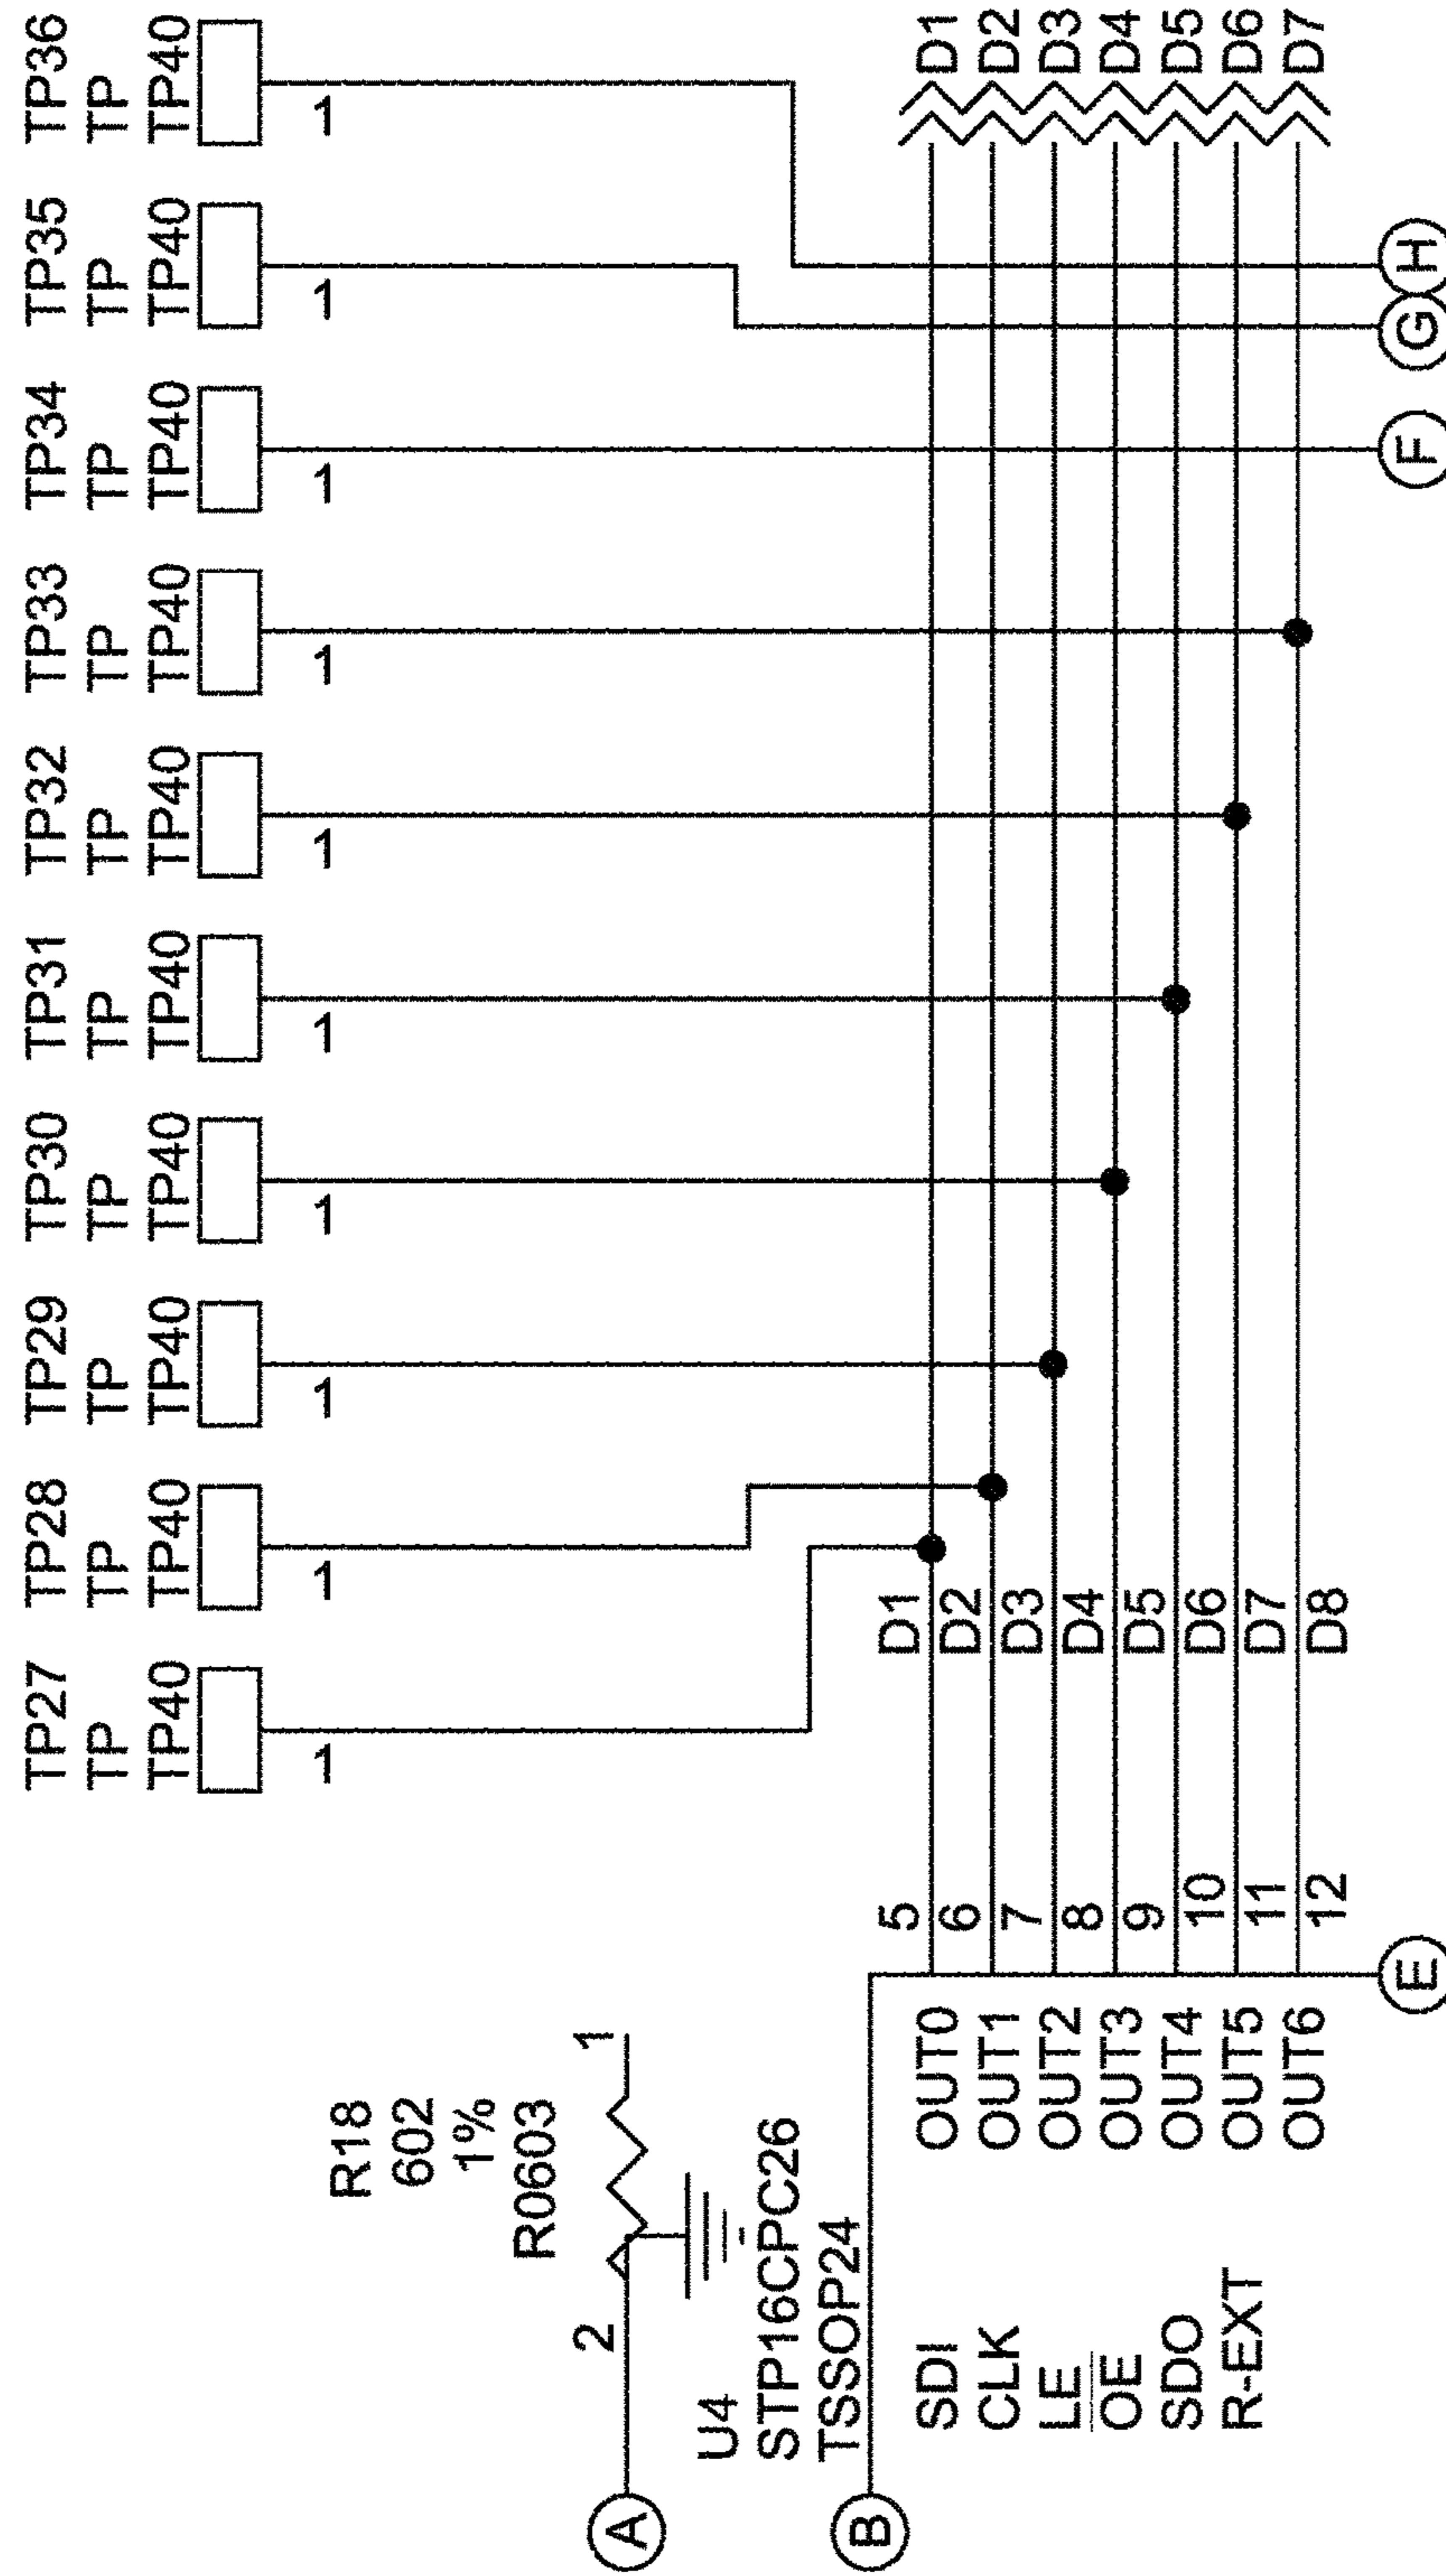 TP27 TP28 TP29 TP30 TP31 TP32 TP33 TP34 TP35 TP36
TP TP TP TP TP TP TP TP TP TP
TP40 TP40 TP40 TP40 TP40 TP40 TP40 TP40 TP40 TP40
1 1 1 1 1 1 1 1 1 1
R18
602
1%
R0603
2 1
A
U4
STP16CPC26
TSSOP24
B
5 D1
SDI OUT0 D1
6 D2
CLK OUT1 D2
7 D3
LE OUT2 D3
8 D4
OE OUT3 D4
9 D5
SDO OUT4 D5
10 D6
R-EXT OUT5 D6
11 D7
OUT6 D7
12 D8
E F G H